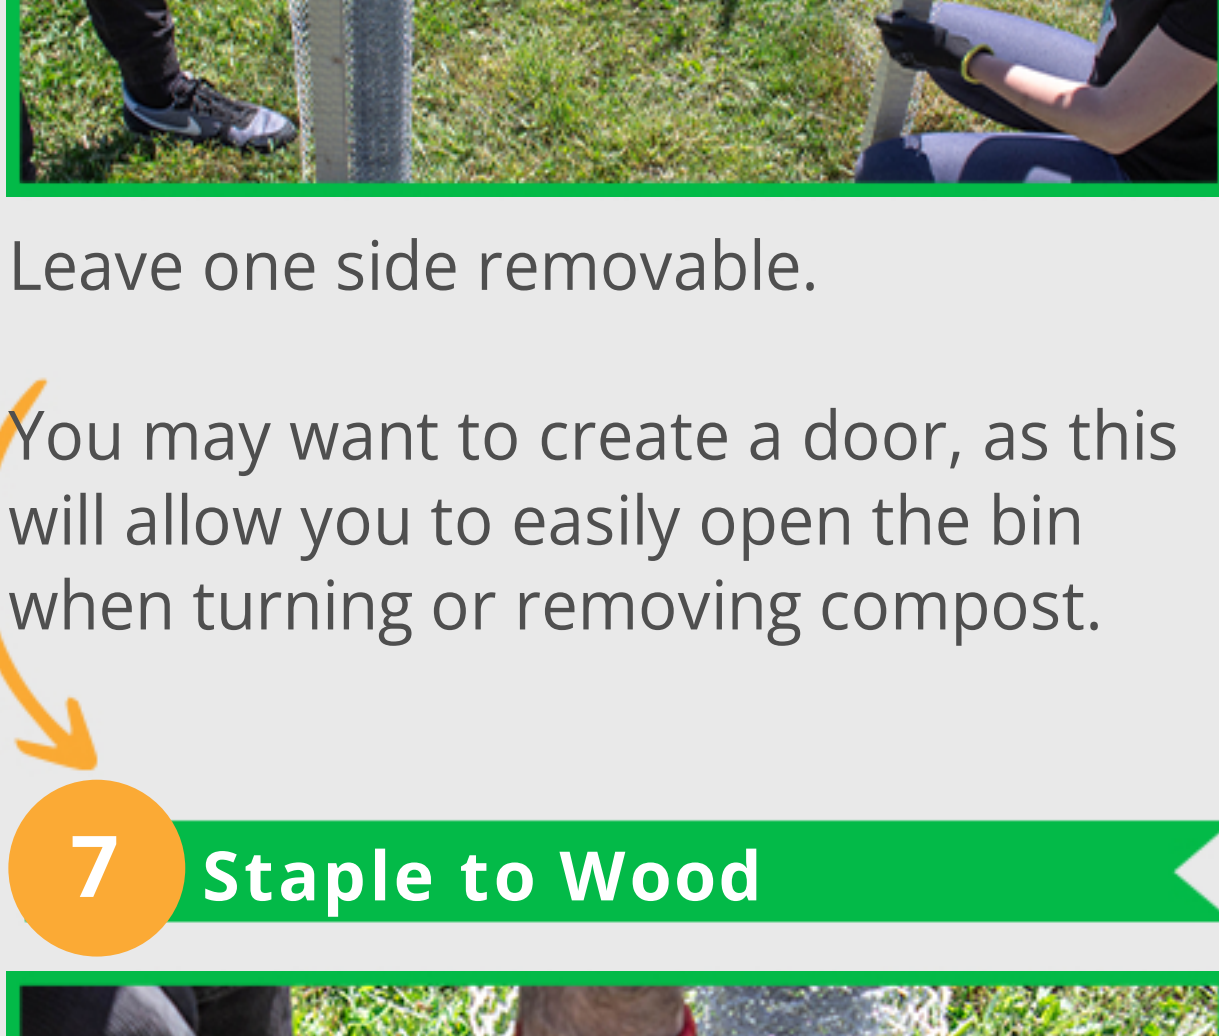 Leave one side removable.
You may want to create a door, as this
will allow you to easily open the bin
when turning or removing compost.
7
Staple to Wood